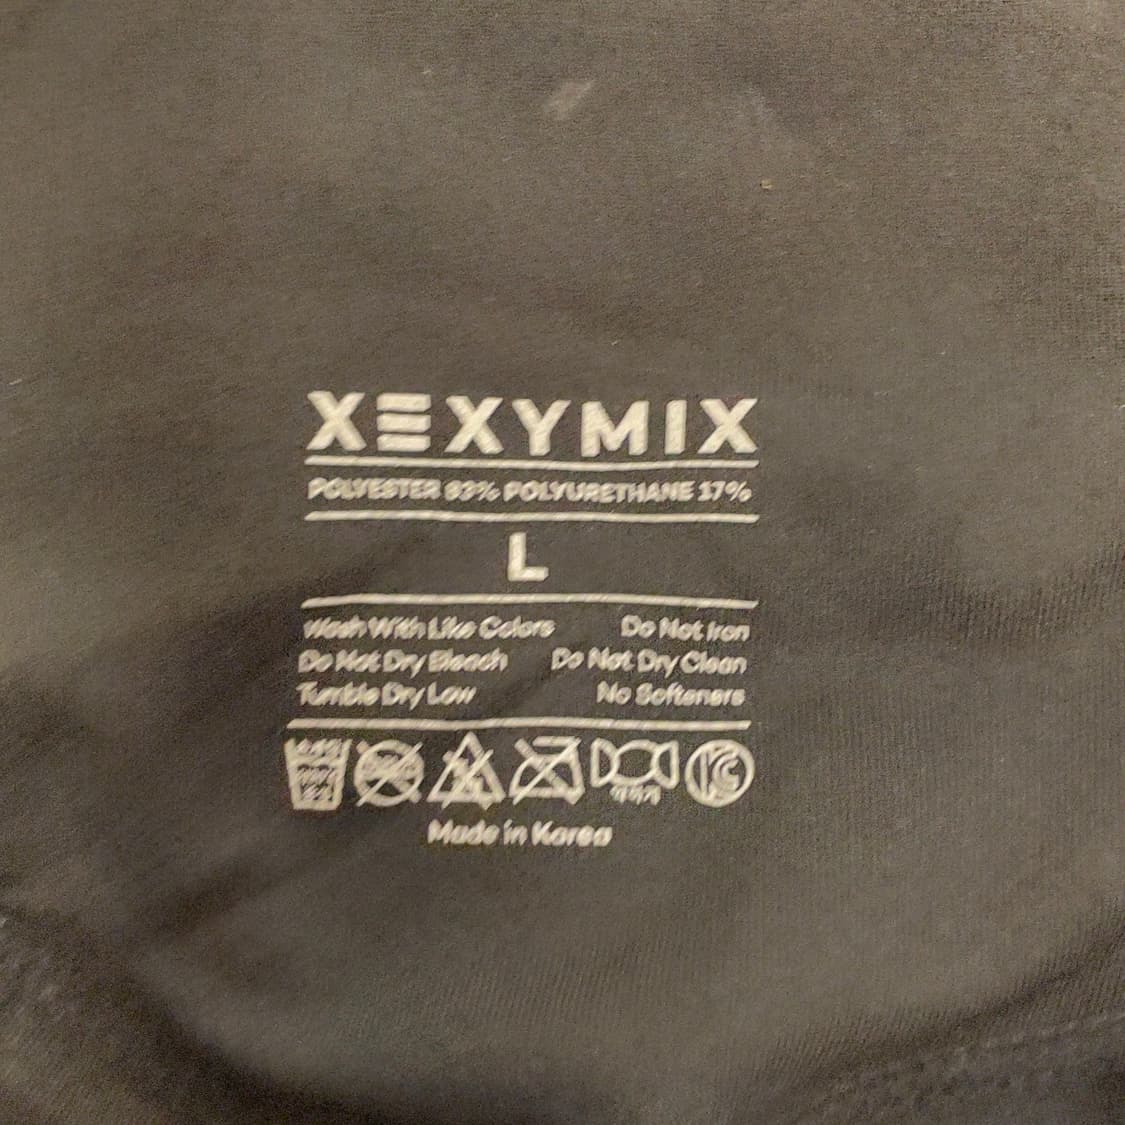 XEXYMIX
POLYESTER 83% POLYURETHANE 17%
L
Wash With Like Colors Do Not Iron
Do Not Dry Bleach Do Not Dry Clean
Tumble Dry Low No Softeners
Made in Korea